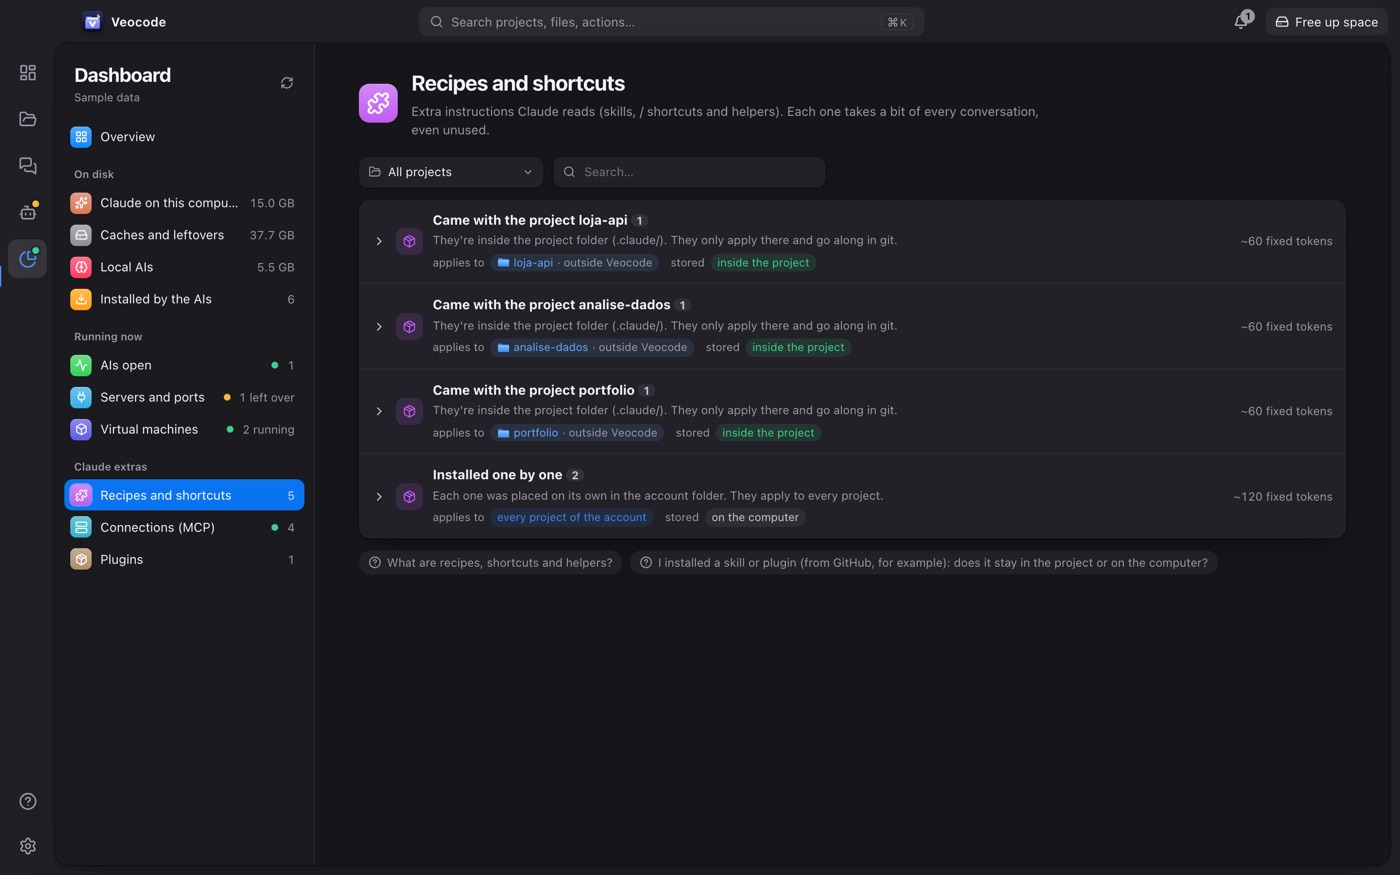 Veocode
Search projects, files, actions...
⌘K
1
Free up space
Dashboard
Sample data
Overview
On disk
Claude on this compu... 15.0 GB
Caches and leftovers 37.7 GB
Local AIs 5.5 GB
Installed by the AIs 6
Running now
AIs open 1
Servers and ports 1 left over
Virtual machines 2 running
Claude extras
Recipes and shortcuts 5
Connections (MCP) 4
Plugins 1
Recipes and shortcuts
Extra instructions Claude reads (skills, / shortcuts and helpers). Each one takes a bit of every conversation,
even unused.
All projects
Search...
Came with the project loja-api 1
They're inside the project folder (.claude/). They only apply there and go along in git.
applies to loja-api · outside Veocode stored inside the project
~60 fixed tokens
Came with the project analise-dados 1
They're inside the project folder (.claude/). They only apply there and go along in git.
applies to analise-dados · outside Veocode stored inside the project
~60 fixed tokens
Came with the project portfolio 1
They're inside the project folder (.claude/). They only apply there and go along in git.
applies to portfolio · outside Veocode stored inside the project
~60 fixed tokens
Installed one by one 2
Each one was placed on its own in the account folder. They apply to every project.
applies to every project of the account stored on the computer
~120 fixed tokens
What are recipes, shortcuts and helpers?
I installed a skill or plugin (from GitHub, for example): does it stay in the project or on the computer?